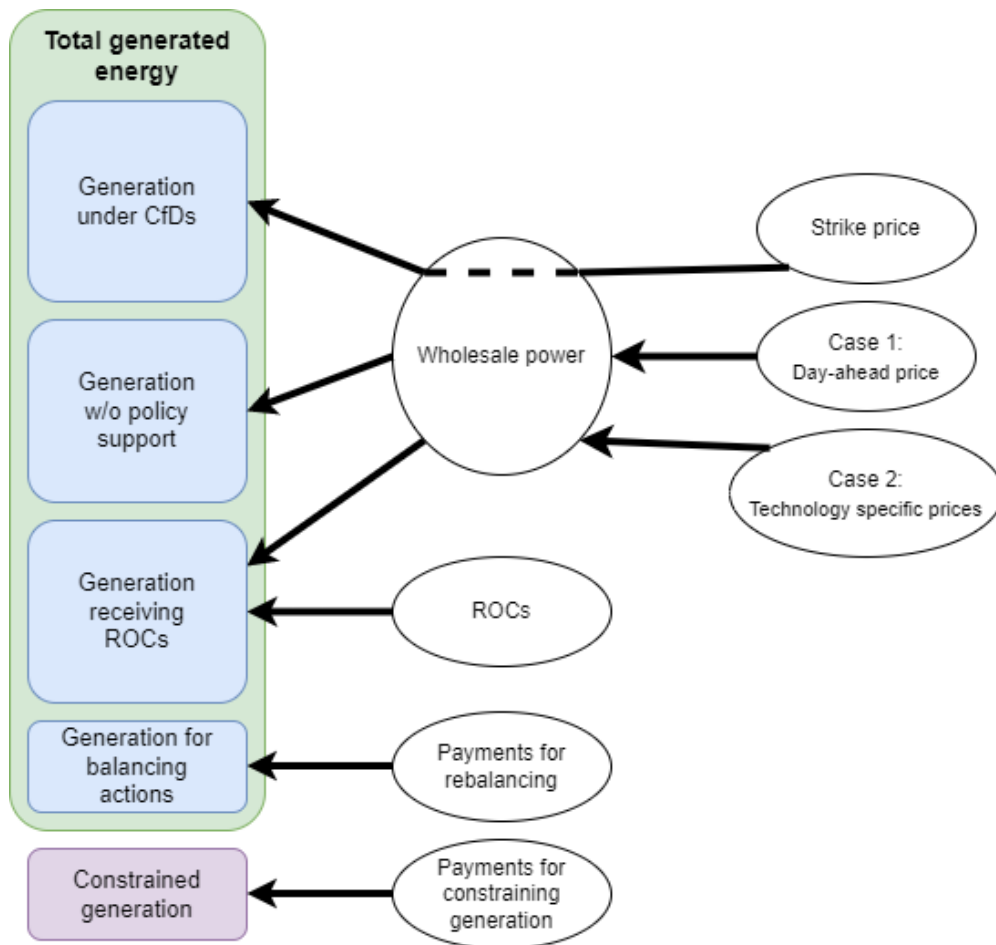 Total generated
energy
Generation
under CfDs
Generation
w/o policy
support
Generation
receiving
ROCs
Generation for
balancing
actions
Constrained
generation
Wholesale power
ROCs
Payments for
rebalancing
Payments for
constraining
generation
Strike price
Case 1:
Day-ahead price
Case 2:
Technology specific prices